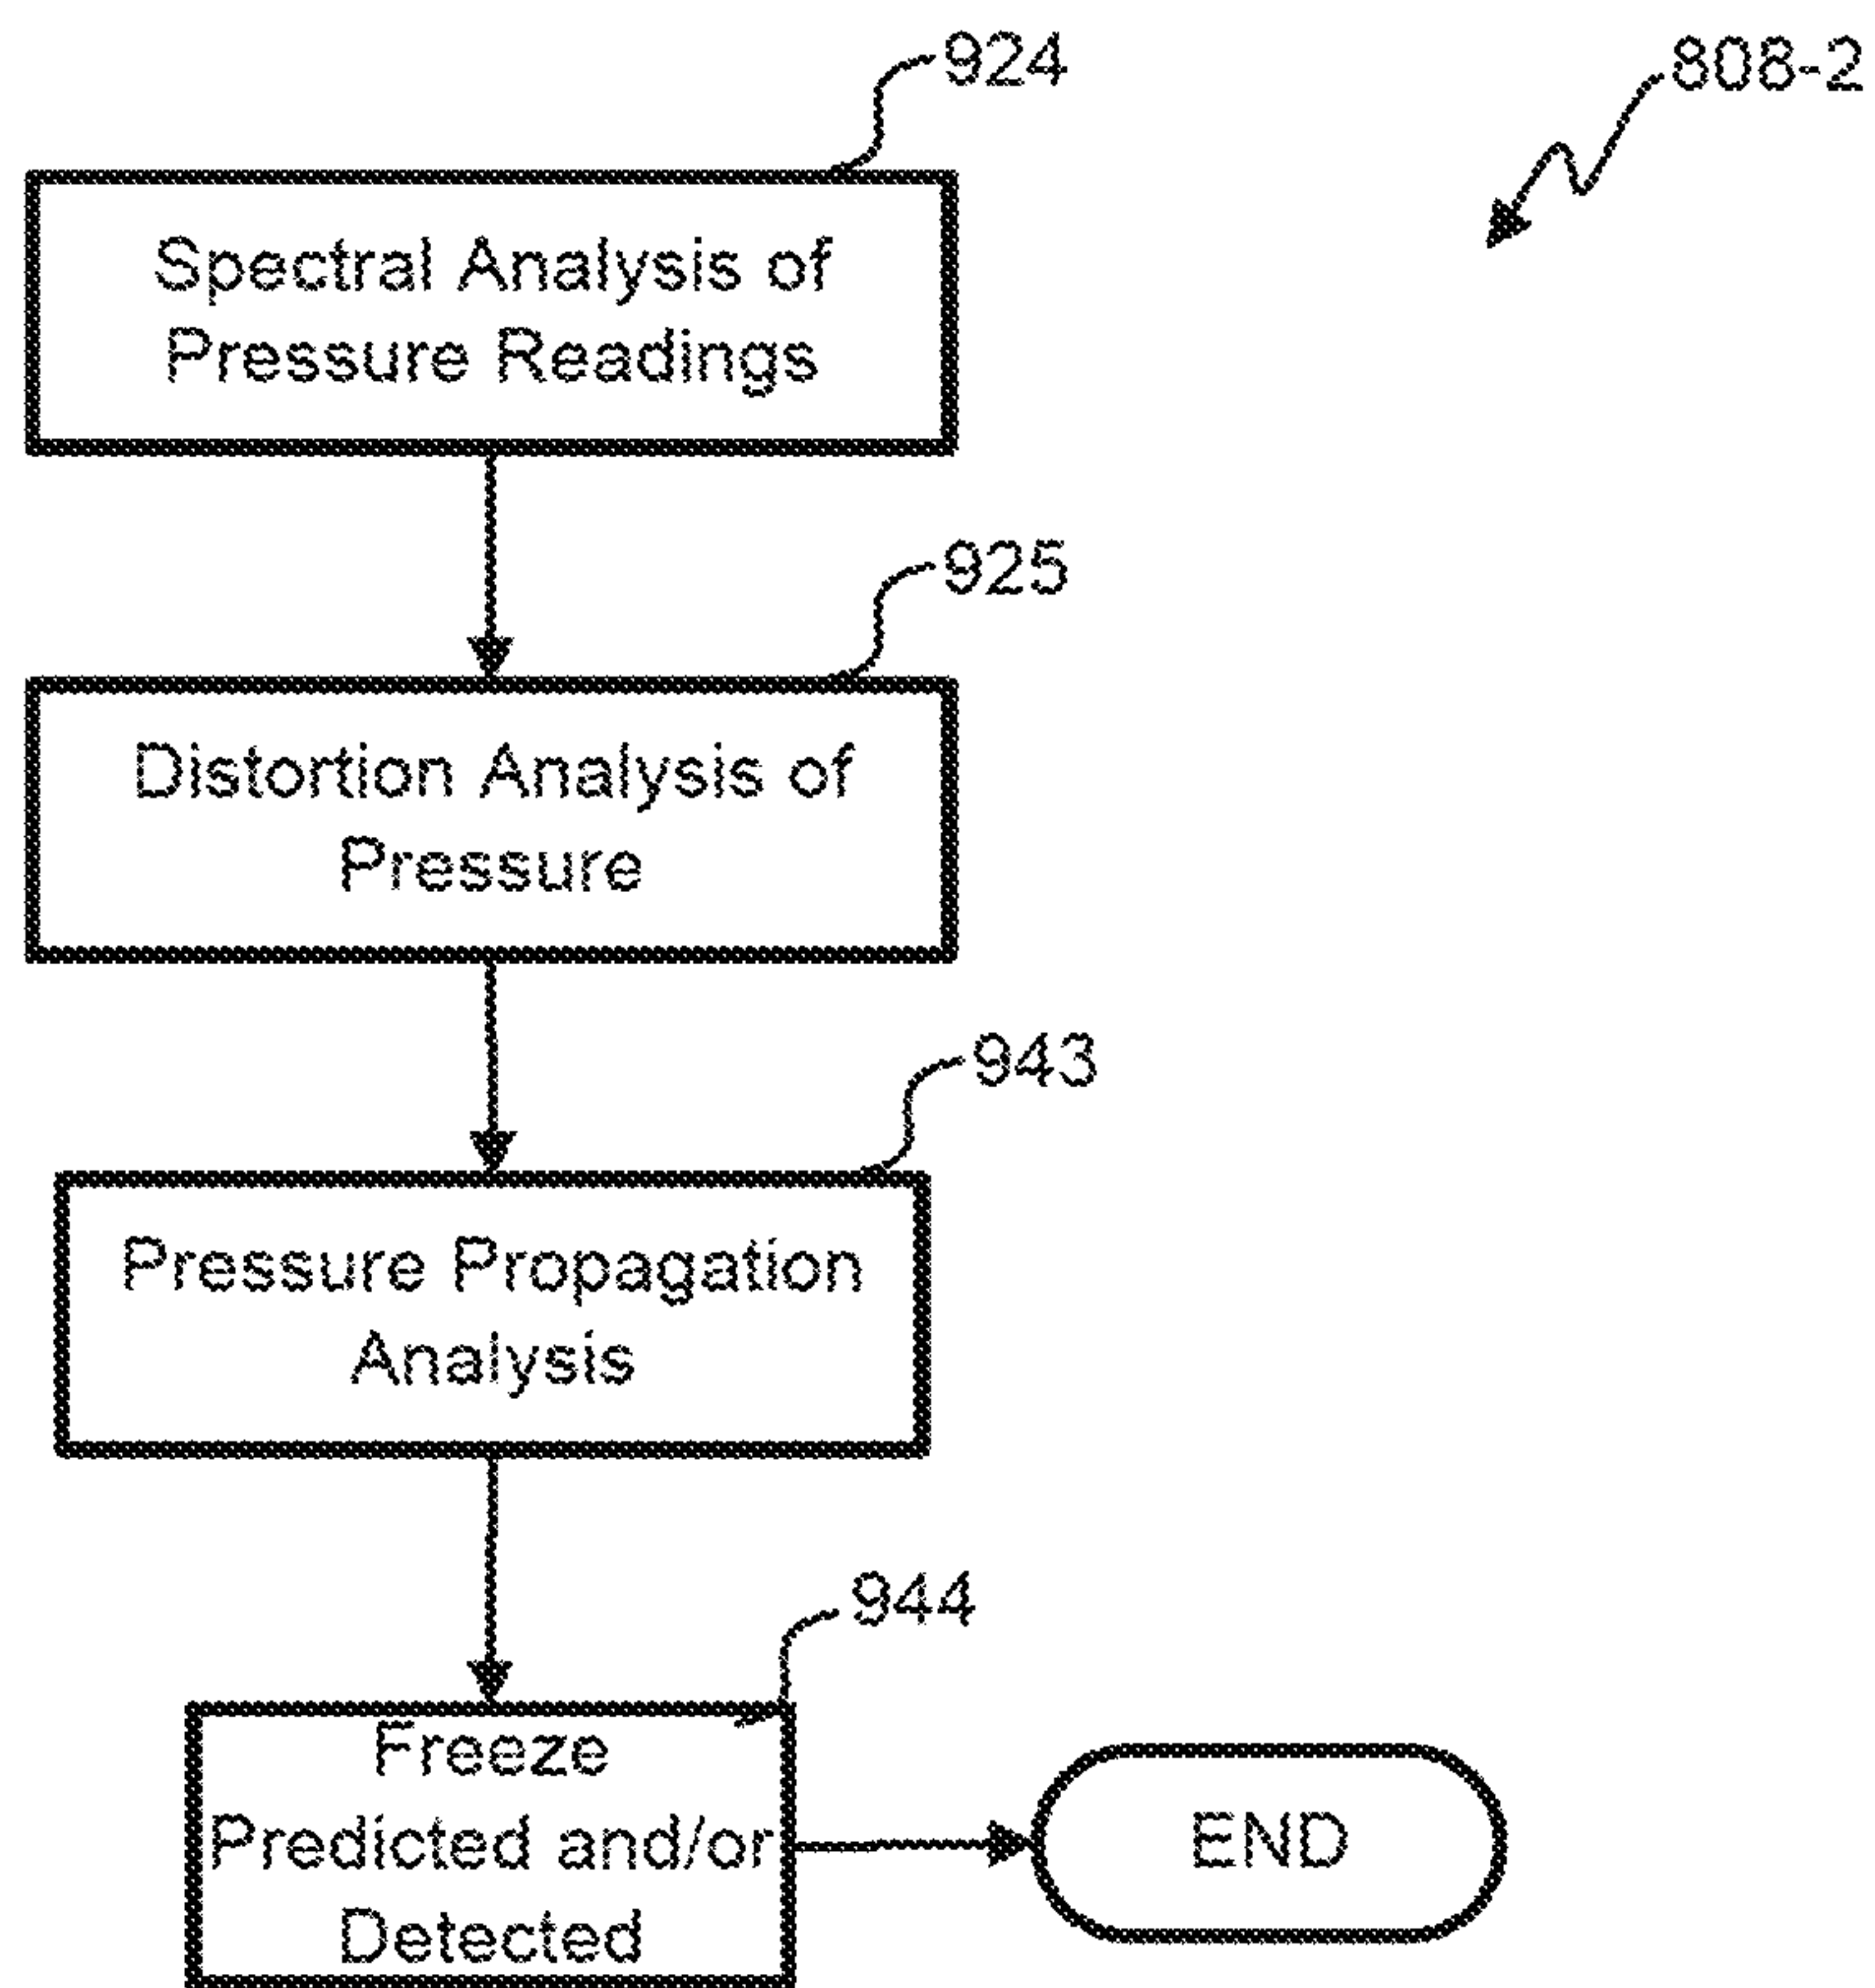 924
808-2
Spectral Analysis of
Pressure Readings
925
Distortion Analysis of
Pressure
943
Pressure Propagation
Analysis
944
Freeze
Predicted and/or
Detected
END